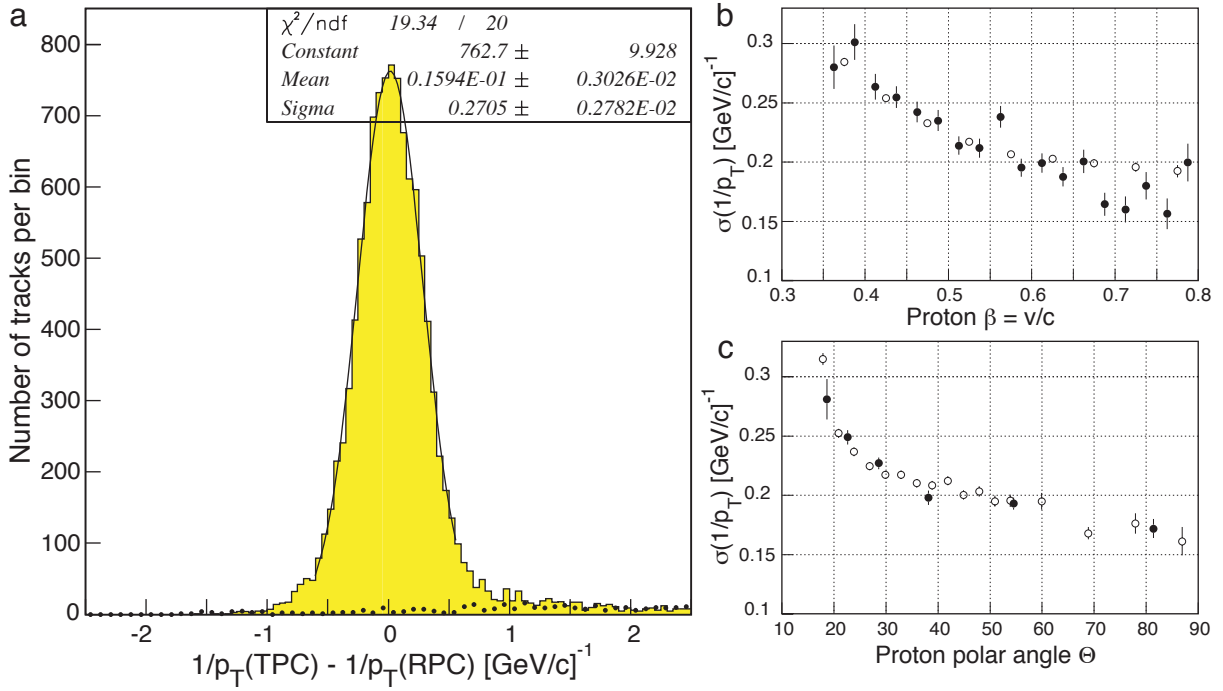 a
χ²/ndf 19.34 / 20
Constant 762.7 ± 9.928
Mean 0.1594E-01 ± 0.3026E-02
Sigma 0.2705 ± 0.2782E-02
Number of tracks per bin
800
700
600
500
400
300
200
100
0
-2 -1 0 1 2
1/pT(TPC) - 1/pT(RPC) [GeV/c]-1
b
σ(1/pT) [GeV/c]-1
0.3
0.25
0.2
0.15
0.1
0.3 0.4 0.5 0.6 0.7 0.8
Proton β = v/c
c
σ(1/pT) [GeV/c]-1
0.3
0.25
0.2
0.15
0.1
10 20 30 40 50 60 70 80 90
Proton polar angle Θ